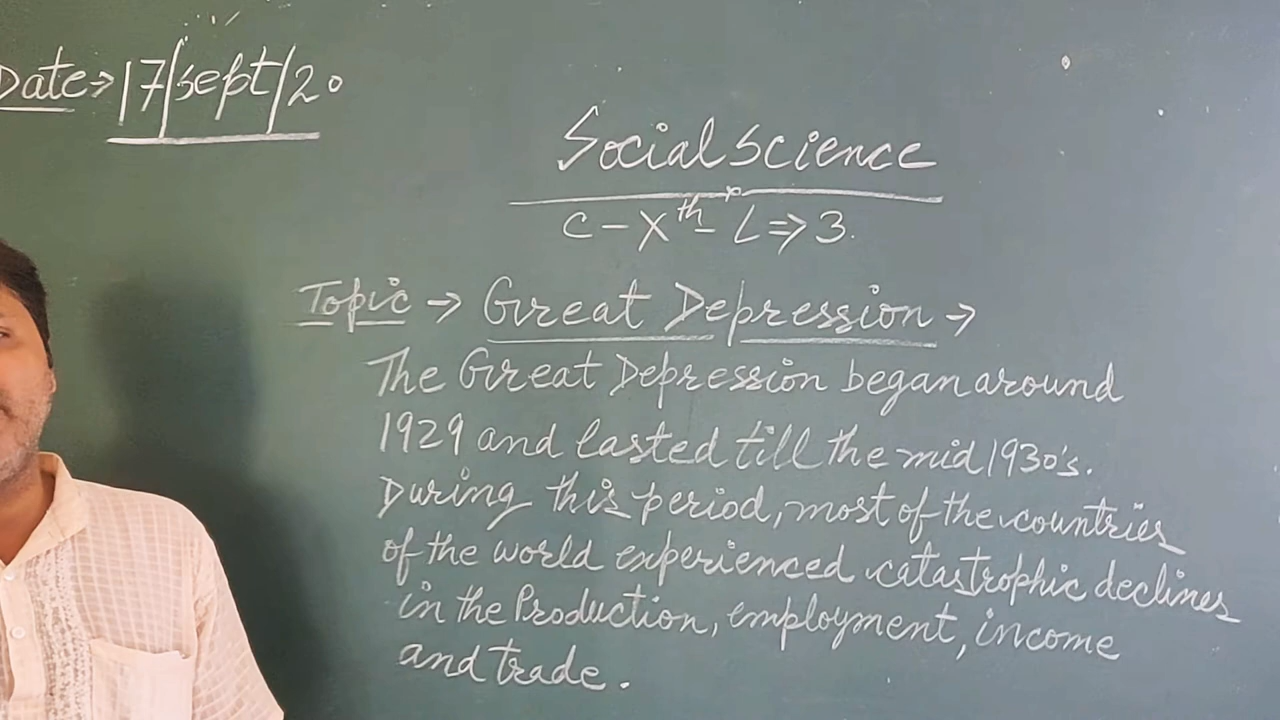 Date→17/Sept/20
Social Science
C-Xth-L⇒3.
Topic → Great Depression →
The Great Depression began around
1929 and lasted till the mid 1930's.
During this period, most of the countries
of the world experienced catastrophic declines
in the Production, employment, income
and trade.